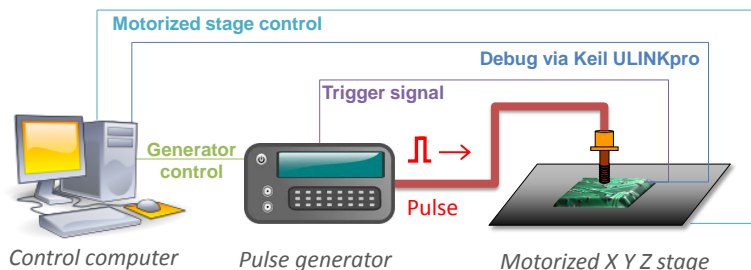 Motorized stage control
Debug via Keil ULINKpro
Trigger signal
Generator
control
Pulse
Control computer
Pulse generator
Motorized X Y Z stage